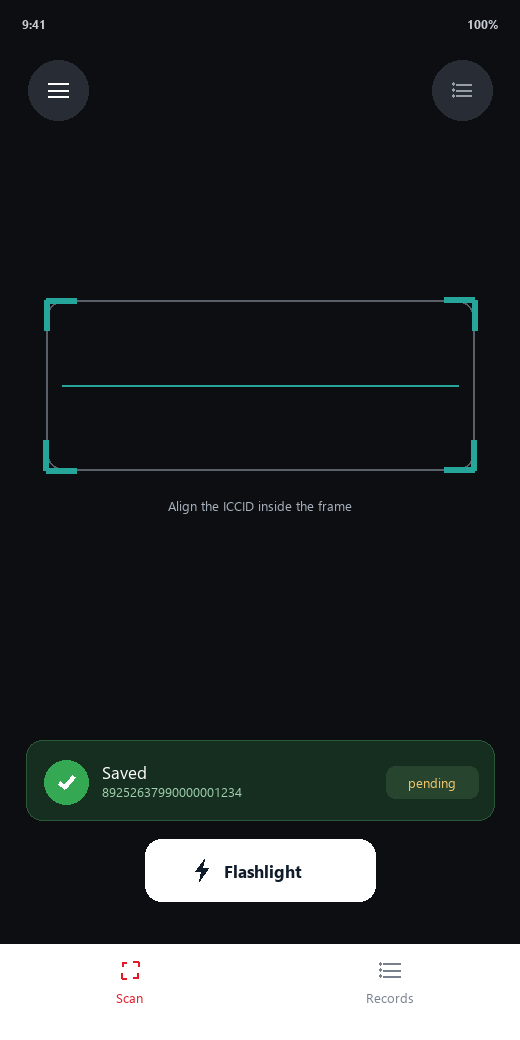 9:41
100%
Align the ICCID inside the frame
Saved
89252637990000001234
pending
Flashlight
Scan
Records